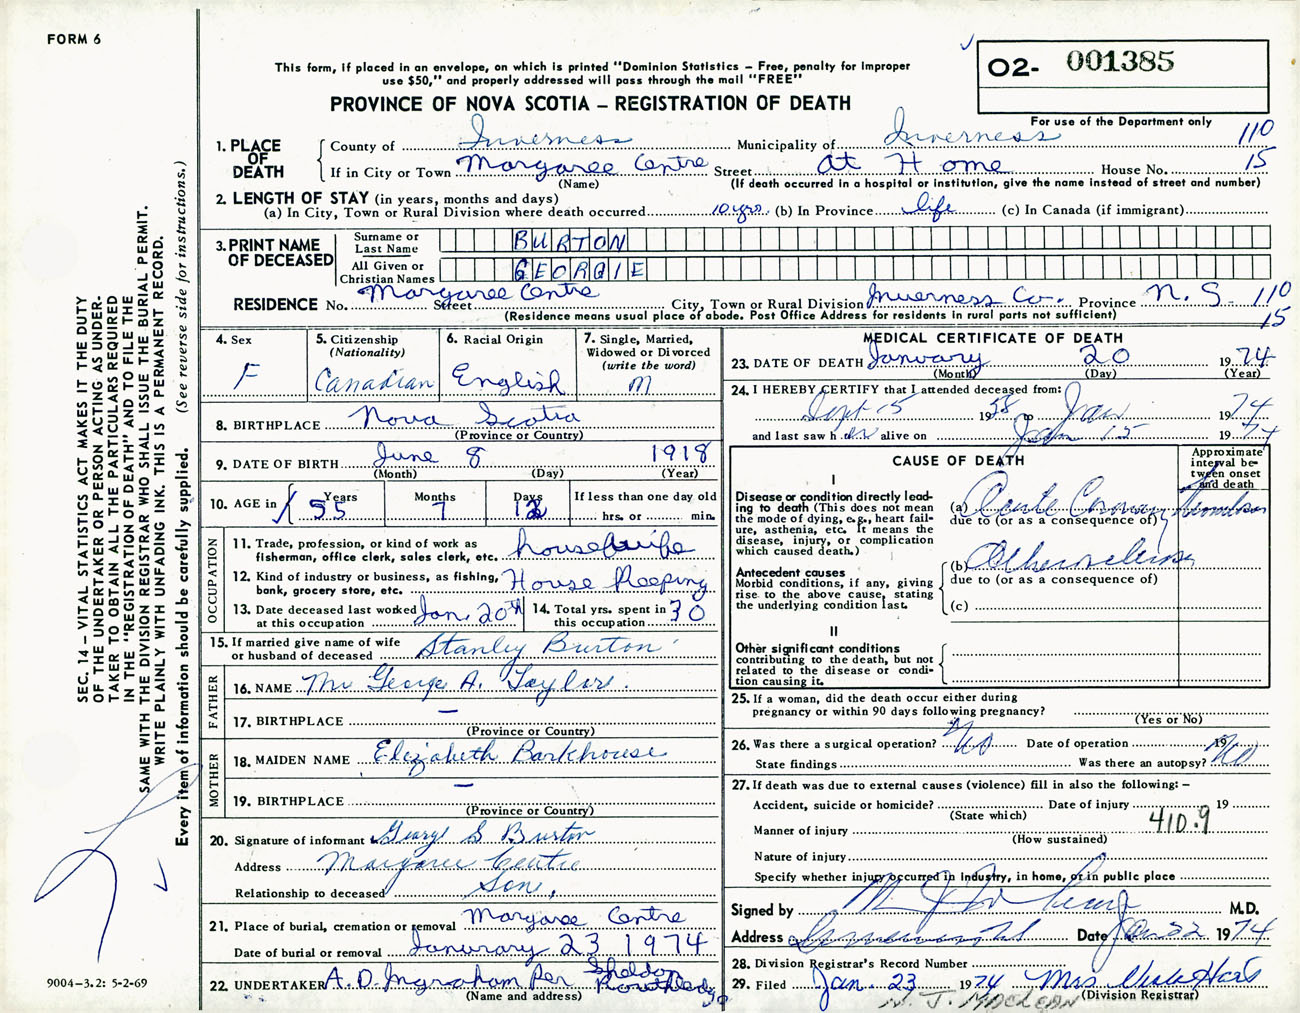 FORM 6
This form, if placed in an envelope, on which is printed "Dominion Statistics – Free, penalty for improper
use $50," and properly addressed will pass through the mail "FREE"
PROVINCE OF NOVA SCOTIA – REGISTRATION OF DEATH
O2- 001385
For use of the Department only
1. PLACE OF DEATH
County of Inverness Municipality of Inverness 110
If in City or Town Margaree Centre Street At Home House No. 15
(Name) (If death occurred in a hospital or institution, give the name instead of street and number)
2. LENGTH OF STAY (in years, months and days)
(a) In City, Town or Rural Division where death occurred 10 yrs. (b) In Province life (c) In Canada (if immigrant)
3. PRINT NAME OF DECEASED
Surname or Last Name BURTON
All Given or Christian Names GEORGIE
RESIDENCE No. Margaree Centre Street City, Town or Rural Division Inverness Co. Province N. S 110
(Residence means usual place of abode. Post Office Address for residents in rural parts not sufficient) 15
4. Sex F
5. Citizenship (Nationality) Canadian
6. Racial Origin English
7. Single, Married, Widowed or Divorced (write the word) M
8. BIRTHPLACE Nova Scotia
(Province or Country)
9. DATE OF BIRTH June 8 1918
(Month) (Day) (Year)
10. AGE in Years 55 Months 7 Days 12 If less than one day old
hrs. or min.
OCCUPATION
11. Trade, profession, or kind of work as
fisherman, office clerk, sales clerk, etc. housewife
12. Kind of industry or business, as fishing,
bank, grocery store, etc. House Keeping
13. Date deceased last worked
at this occupation Jan. 20th
14. Total yrs. spent in
this occupation 30
15. If married give name of wife
or husband of deceased Stanley Burton
FATHER
16. NAME Mr George A. Taylor.
17. BIRTHPLACE —
(Province or Country)
MOTHER
18. MAIDEN NAME Elizabeth Barkhouse
19. BIRTHPLACE —
(Province or Country)
20. Signature of informant George S Burton
Address Margaree Centre
Relationship to deceased Son,
21. Place of burial, cremation or removal Margaree Centre
Date of burial or removal January 23 1974
22. UNDERTAKER A. D. Ingraham Per Sheldon Routledge
(Name and address)
MEDICAL CERTIFICATE OF DEATH
23. DATE OF DEATH January 20 1974
(Month) (Day) (Year)
24. I HEREBY CERTIFY that I attended deceased from:
Sept 15 1958 to Jan 1974
and last saw her alive on Jan 15 1974
CAUSE OF DEATH
Approximate interval between onset and death
I
Disease or condition directly leading to death (This does not mean the mode of dying, e.g., heart failure, asthenia, etc. It means the disease, injury, or complication which caused death.)
(a) Acute Coronary Thrombosis
due to (or as a consequence of)
Antecedent causes
Morbid conditions, if any, giving rise to the above cause, stating the underlying condition last.
(b) Atherosclerosis
due to (or as a consequence of)
(c)
II
Other significant conditions
contributing to the death, but not related to the disease or condition causing it.
25. If a woman, did the death occur either during
pregnancy or within 90 days following pregnancy?
(Yes or No)
26. Was there a surgical operation? No Date of operation 19
State findings Was there an autopsy? No
27. If death was due to external causes (violence) fill in also the following: –
Accident, suicide or homicide? Date of injury 19
(State which)
Manner of injury 410.9
(How sustained)
Nature of injury
Specify whether injury occurred in Industry, in home, or in public place
Signed by M.D.
Address Date Jan 22 1974
28. Division Registrar's Record Number
29. Filed Jan. 23 1974 Mrs
(Division Registrar)
N. J. MACLEAN
SEC. 14 – VITAL STATISTICS ACT MAKES IT THE DUTY
OF THE UNDERTAKER OR PERSON ACTING AS UNDER-
TAKER TO OBTAIN ALL THE PARTICULARS REQUIRED
IN THE "REGISTRATION OF DEATH" AND TO FILE THE
SAME WITH THE DIVISION REGISTRAR WHO SHALL ISSUE THE BURIAL PERMIT.
WRITE PLAINLY WITH UNFADING INK. THIS IS A PERMANENT RECORD.
Every item of information should be carefully supplied. (See reverse side for instructions.)
9004-3.2: 5-2-69